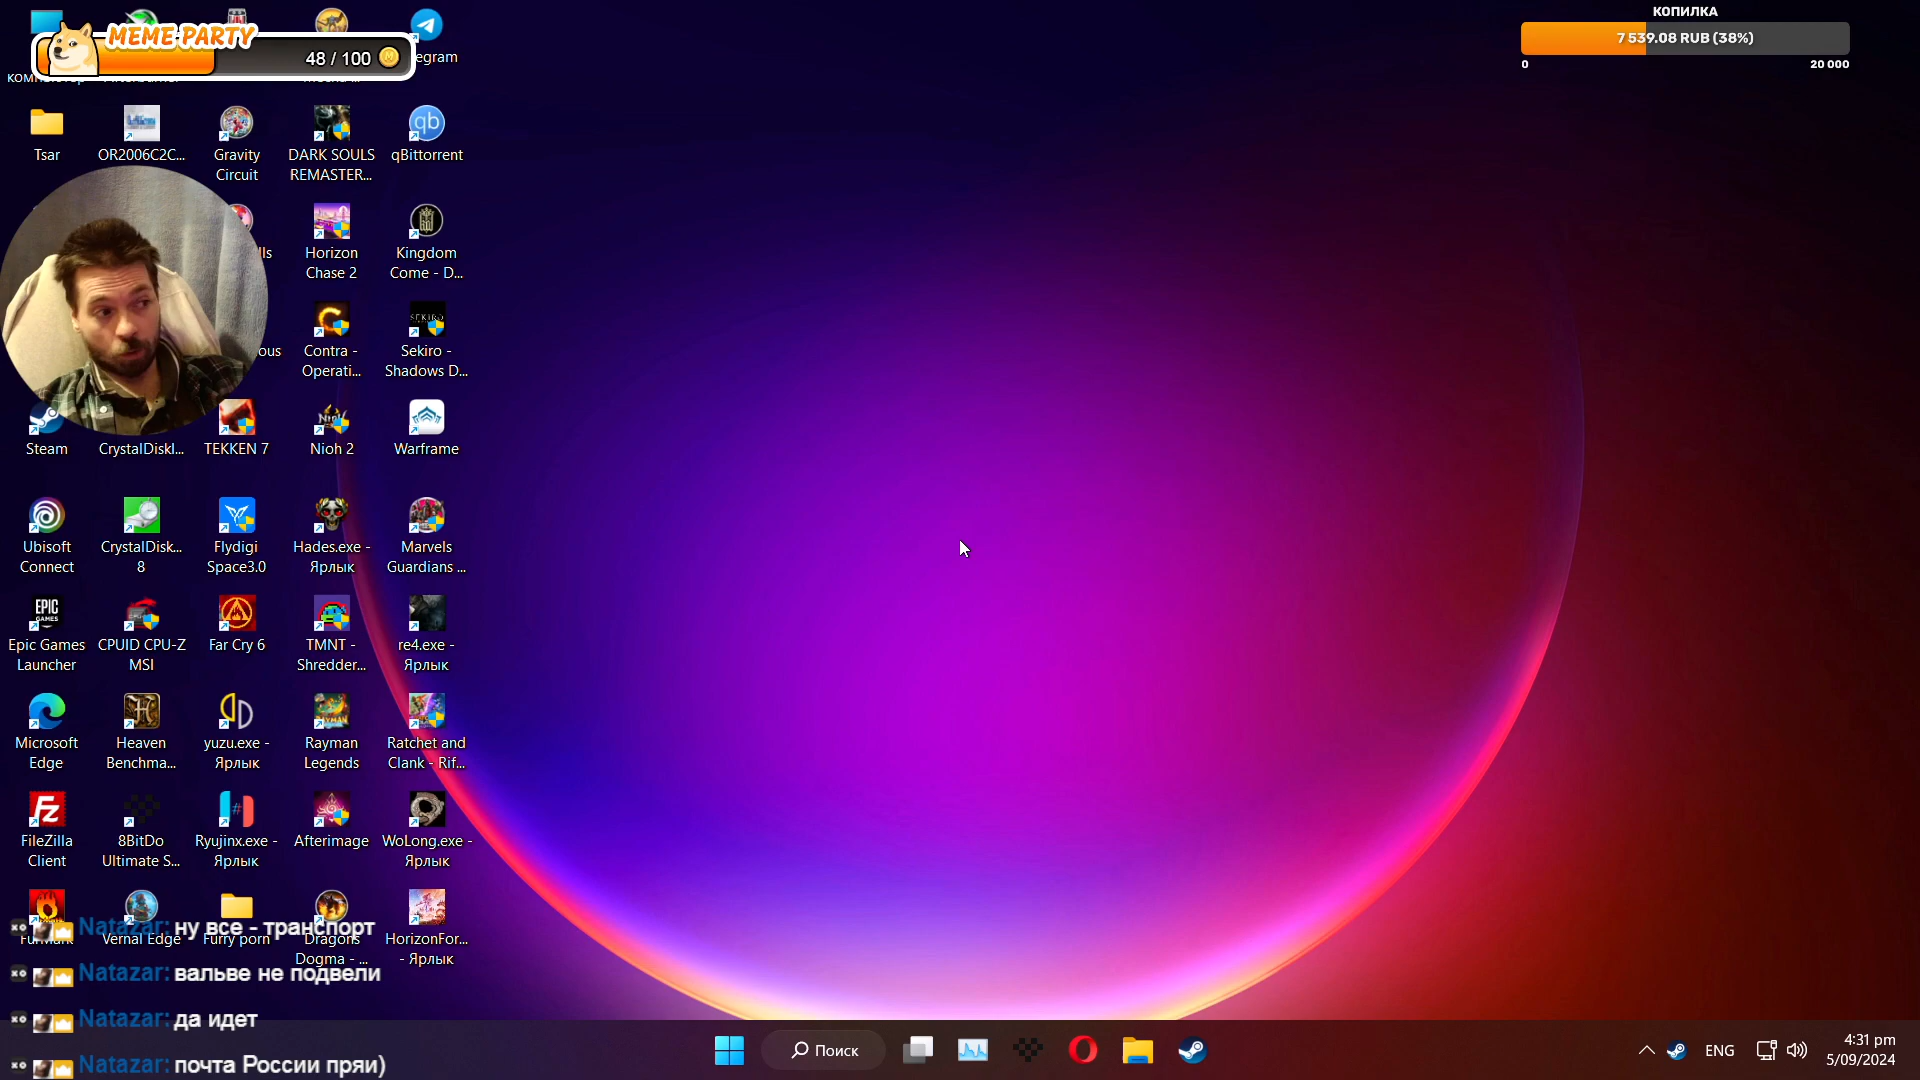 MEME PARTY
48 / 100
КОПИЛКА
7 539.08 RUB (38%)
0
20 000
Tsar
OR2006C2C...
Gravity
Circuit
DARK SOULS
REMASTER...
qb
qBittorrent
Horizon
Chase 2
Kingdom
Come - D...
Contra -
Operati...
SEKIRO
Sekiro -
Shadows D...
Steam
CrystalDiskI...
TEKKEN 7
Nioh 2
Warframe
Ubisoft
Connect
CrystalDisk...
8
Flydigi
Space3.0
Hades.exe -
Ярлык
Marvels
Guardians ...
EPIC
GAMES
Epic Games
Launcher
CPUID CPU-Z
MSI
Far Cry 6
TMNT -
Shredder...
re4.exe -
Ярлык
Microsoft
Edge
Heaven
Benchma...
yuzu.exe -
Ярлык
Rayman
Legends
Ratchet and
Clank - Rif...
FileZilla
Client
8BitDo
Ultimate S...
Ryujinx.exe -
Ярлык
Afterimage
WoLong.exe -
Ярлык
FurMark
Vernal Edge
Furry porn
Dragons
Dogma - ...
HorizonFor...
- Ярлык
Natazar: ну все - транспорт
Natazar: вальве не подвели
Natazar: да идет
Natazar: почта России пряи)
Поиск
ENG
4:31 pm
5/09/2024